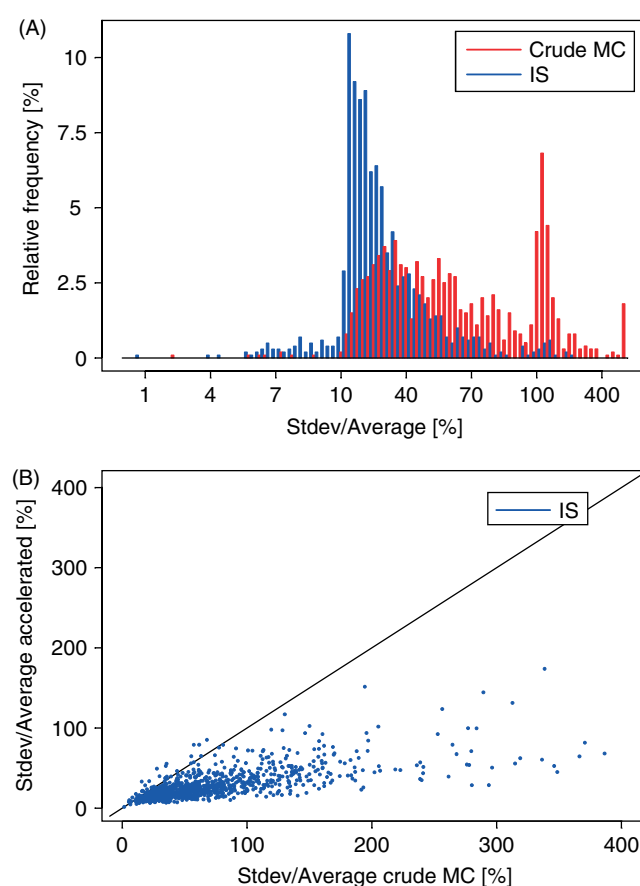 (A)
Relative frequency [%]
10
7.5
5
2.5
0
Crude MC
IS
1 4 7 10 40 70 100 400
Stdev/Average [%]
(B)
Stdev/Average accelerated [%]
400
300
200
100
0
IS
0 100 200 300 400
Stdev/Average crude MC [%]